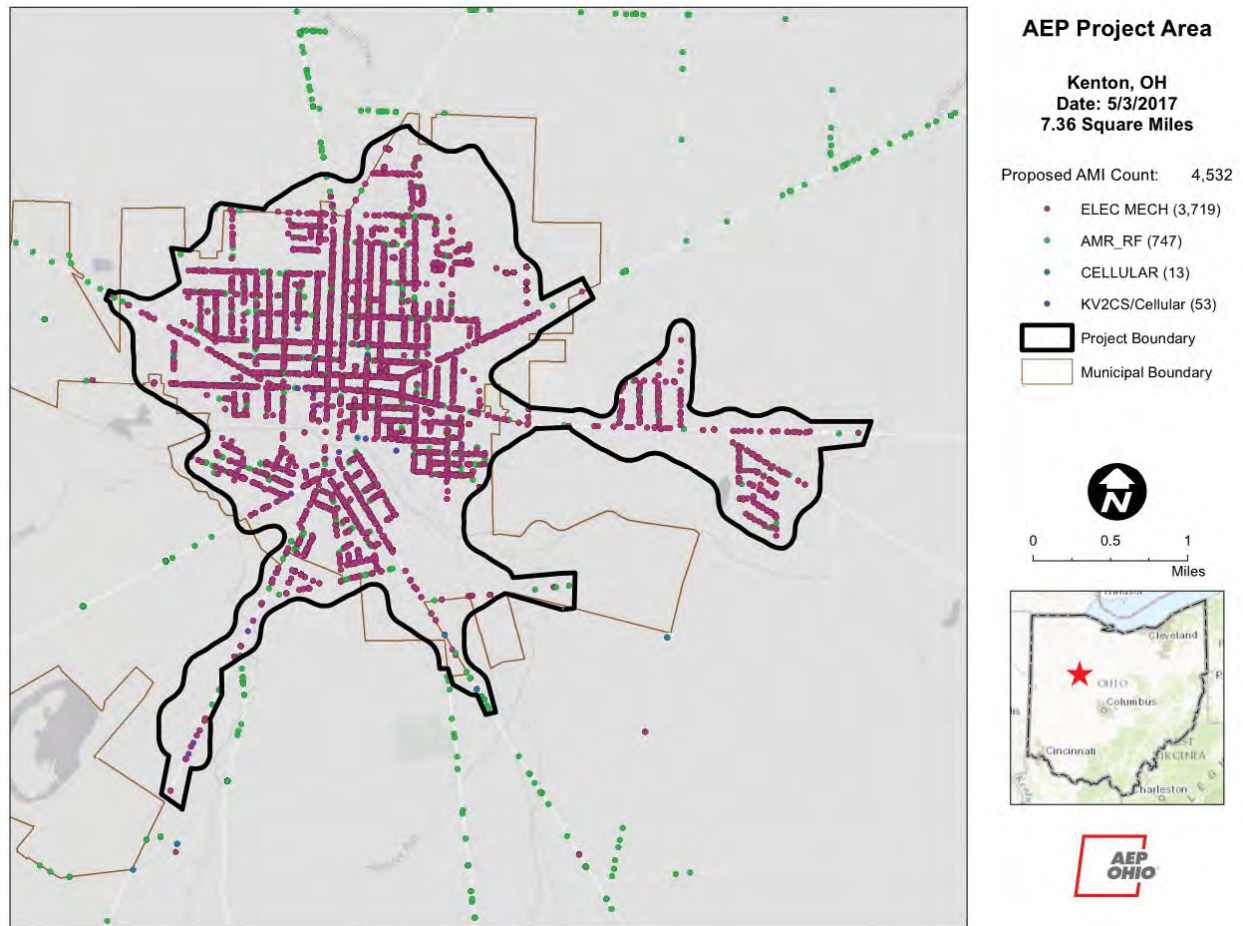 AEP Project Area
Kenton, OH
Date: 5/3/2017
7.36 Square Miles
Proposed AMI Count: 4,532
ELEC MECH (3,719)
AMR_RF (747)
CELLULAR (13)
KV2CS/Cellular (53)
Project Boundary
Municipal Boundary
N
0 0.5 1
Miles
Cleveland
OHIO
Columbus
Cincinnati
WEST
VIRGINIA
Charleston
AEP
OHIO